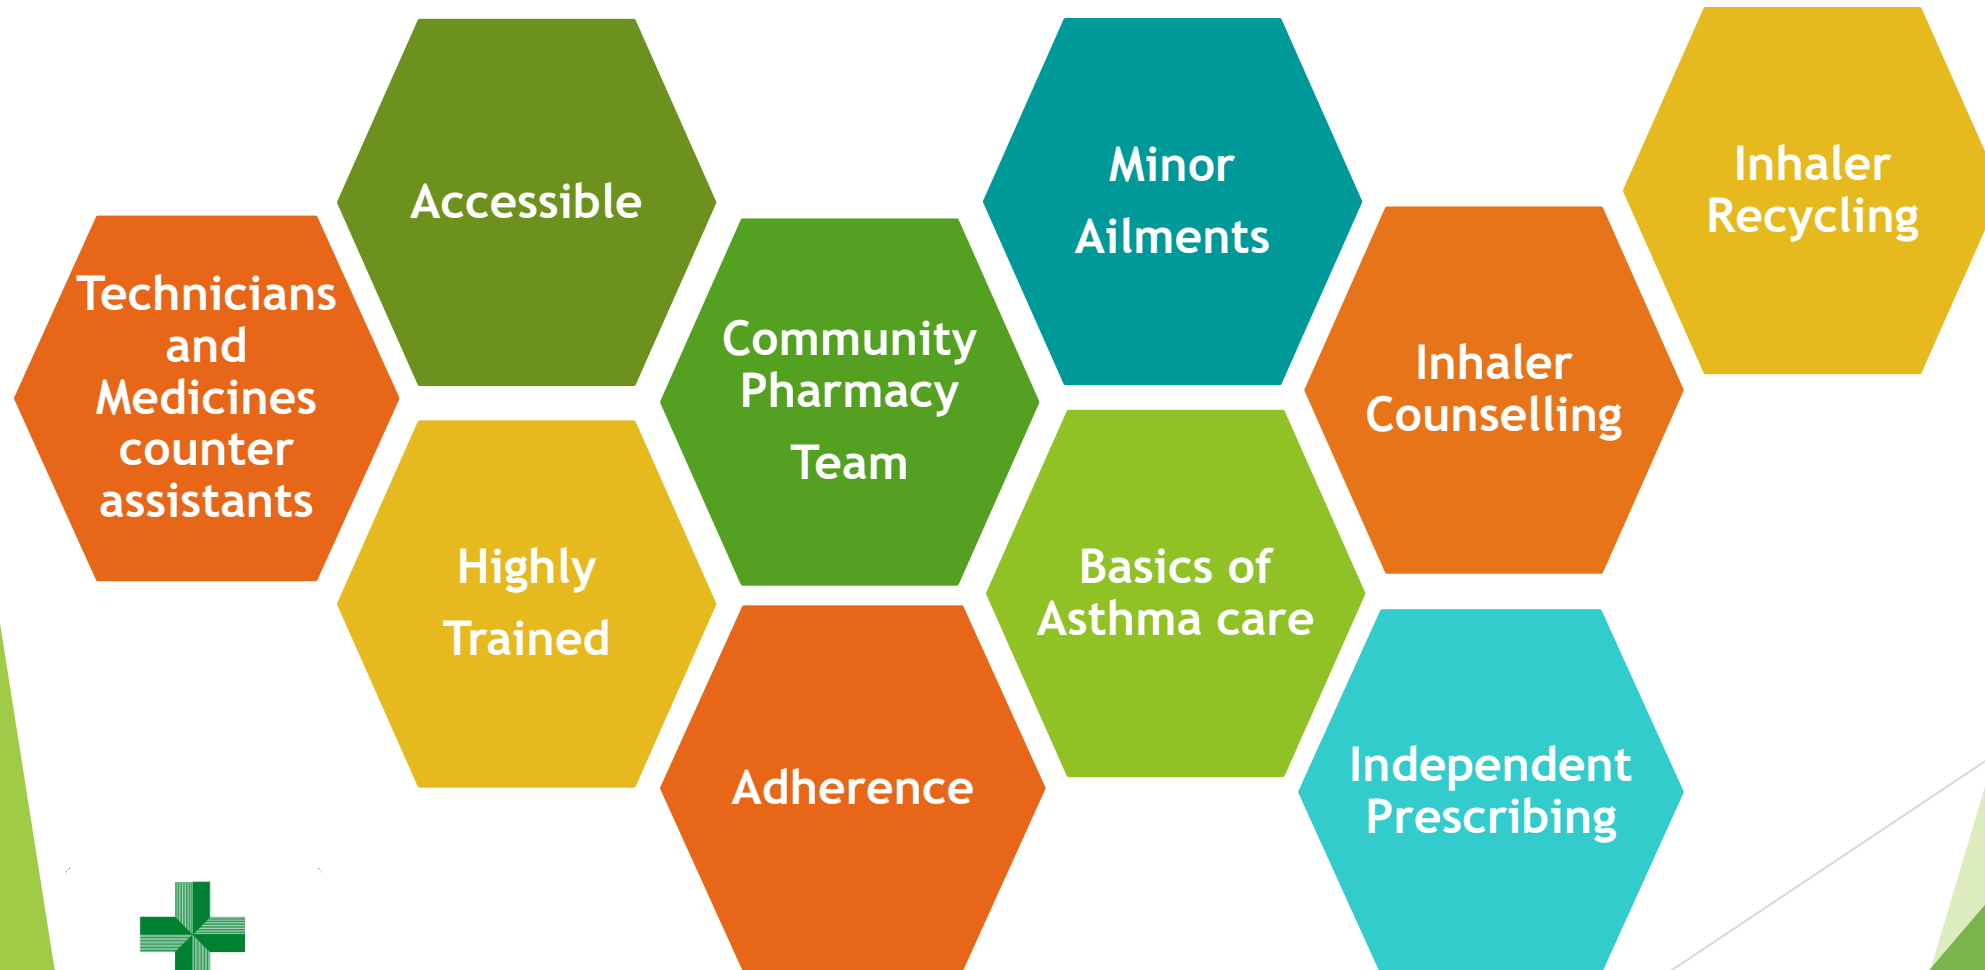 Technicians
and
Medicines
counter
assistants
Accessible
Highly
Trained
Community
Pharmacy
Team
Adherence
Minor
Ailments
Basics of
Asthma care
Inhaler
Counselling
Independent
Prescribing
Inhaler
Recycling